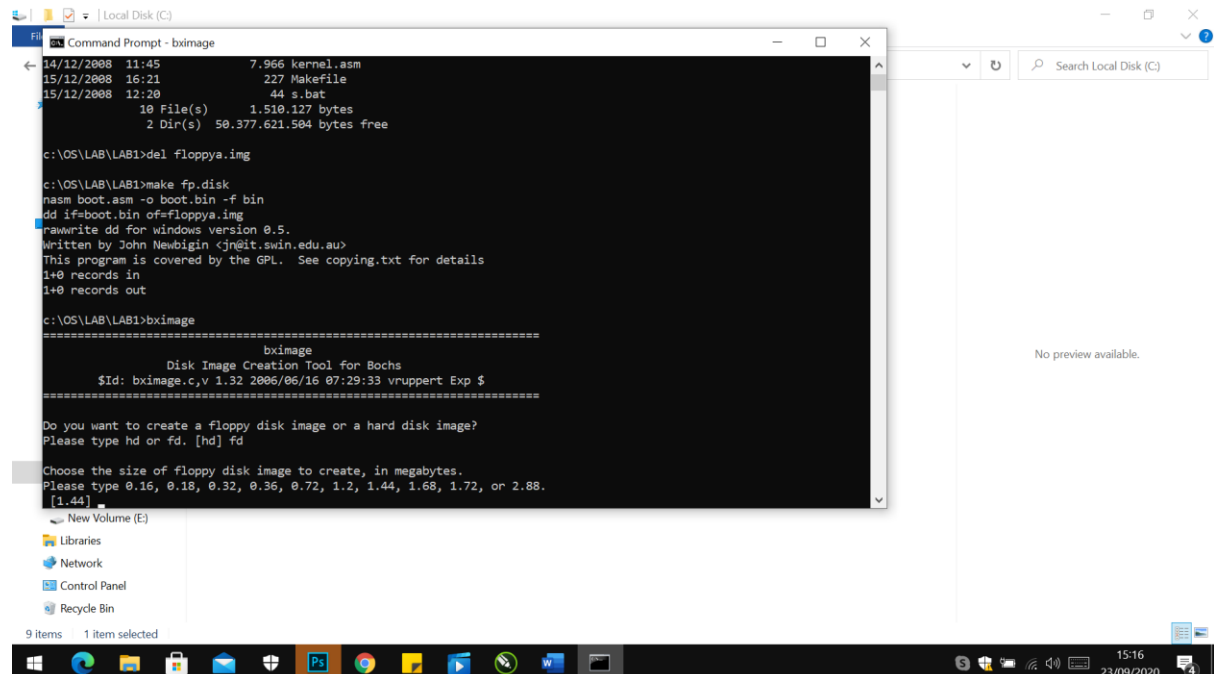 Local Disk (C:)
Fil
Command Prompt - bximage
Search Local Disk (C:)
14/12/2008 11:45 7.966 kernel.asm
15/12/2008 16:21 227 Makefile
15/12/2008 12:20 44 s.bat
10 File(s) 1.510.127 bytes
2 Dir(s) 50.377.621.504 bytes free
c:\OS\LAB\LAB1>del floppya.img
c:\OS\LAB\LAB1>make fp.disk
nasm boot.asm -o boot.bin -f bin
dd if=boot.bin of=floppya.img
rawwrite dd for windows version 0.5.
Written by John Newbigin <jn@it.swin.edu.au>
This program is covered by the GPL. See copying.txt for details
1+0 records in
1+0 records out
c:\OS\LAB\LAB1>bximage
========================================================================
bximage
Disk Image Creation Tool for Bochs
$Id: bximage.c,v 1.32 2006/06/16 07:29:33 vruppert Exp $
========================================================================
Do you want to create a floppy disk image or a hard disk image?
Please type hd or fd. [hd] fd
Choose the size of floppy disk image to create, in megabytes.
Please type 0.16, 0.18, 0.32, 0.36, 0.72, 1.2, 1.44, 1.68, 1.72, or 2.88.
[1.44] _
No preview available.
New Volume (E:)
Libraries
Network
Control Panel
Recycle Bin
9 items 1 item selected
Ps
W
S
15:16
23/09/2020
4